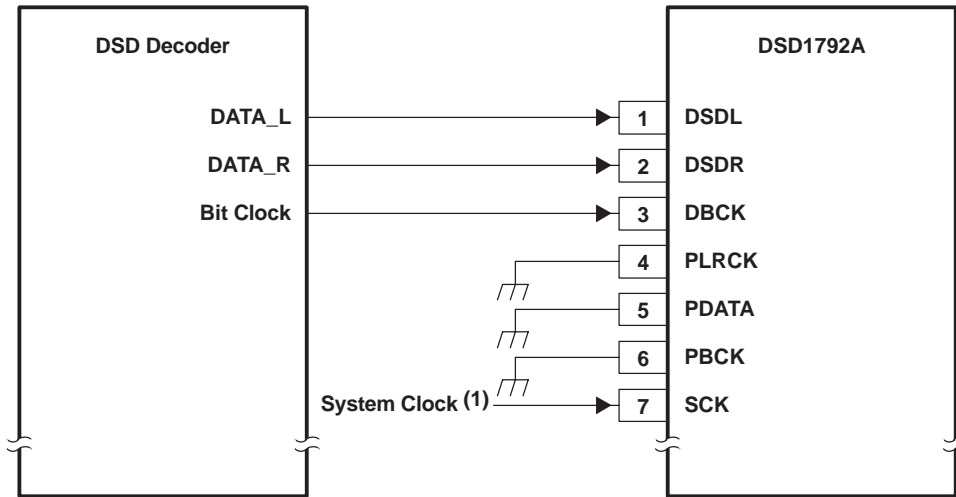 DSD Decoder
DSD1792A
DATA_L
1
DSDL
DATA_R
2
DSDR
Bit Clock
3
DBCK
4
PLRCK
5
PDATA
6
PBCK
System Clock (1)
7
SCK